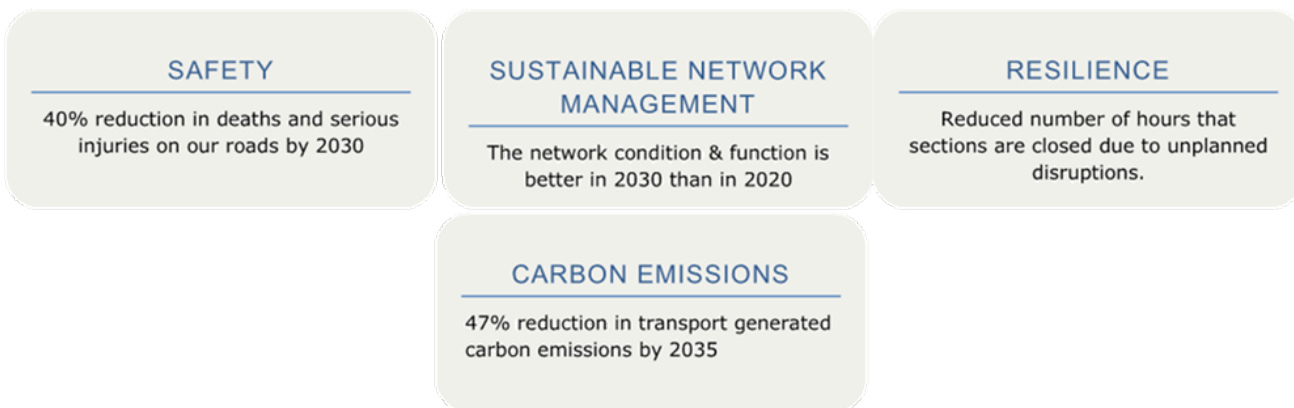 SAFETY
40% reduction in deaths and serious
injuries on our roads by 2030
SUSTAINABLE NETWORK
MANAGEMENT
The network condition & function is
better in 2030 than in 2020
RESILIENCE
Reduced number of hours that
sections are closed due to unplanned
disruptions.
CARBON EMISSIONS
47% reduction in transport generated
carbon emissions by 2035